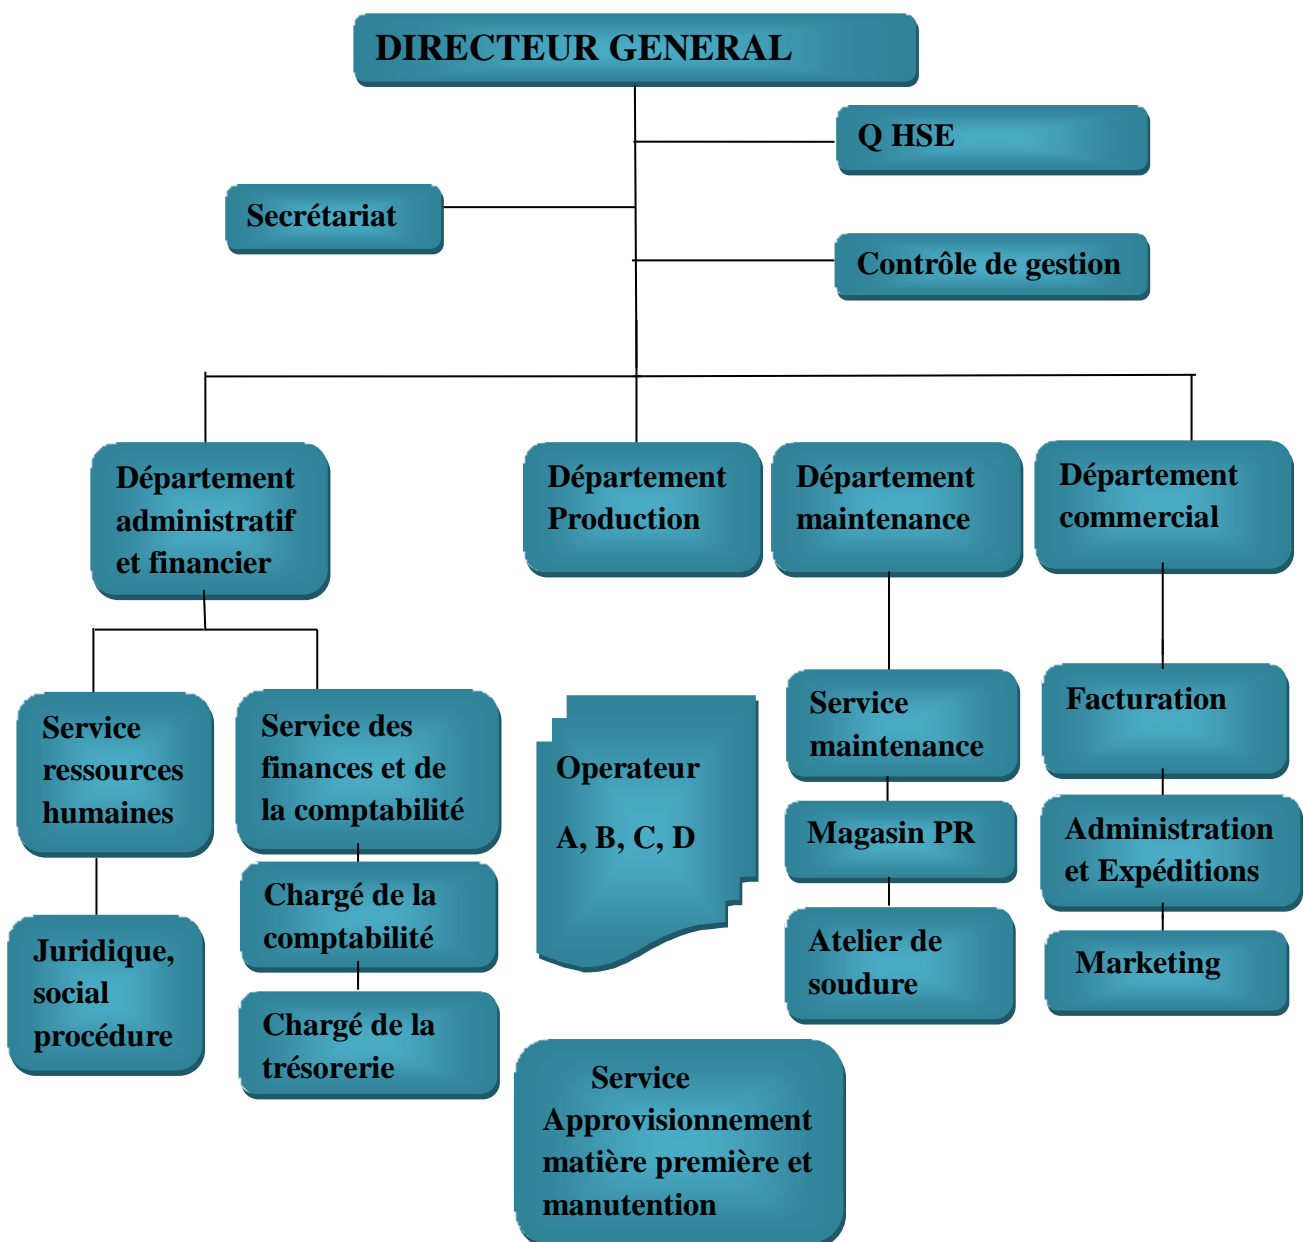 DIRECTEUR GENERAL
Q HSE
Secrétariat
Contrôle de gestion
Département
administratif
et financier
Département
Production
Département
maintenance
Département
commercial
Service
ressources
humaines
Service des
finances et de
la comptabilité
Operateur
A, B, C, D
Service
maintenance
Facturation
Magasin PR
Administration
et Expéditions
Chargé de la
comptabilité
Juridique,
social
procédure
Atelier de
soudure
Marketing
Chargé de la
trésorerie
Service
Approvisionnement
matière première et
manutention